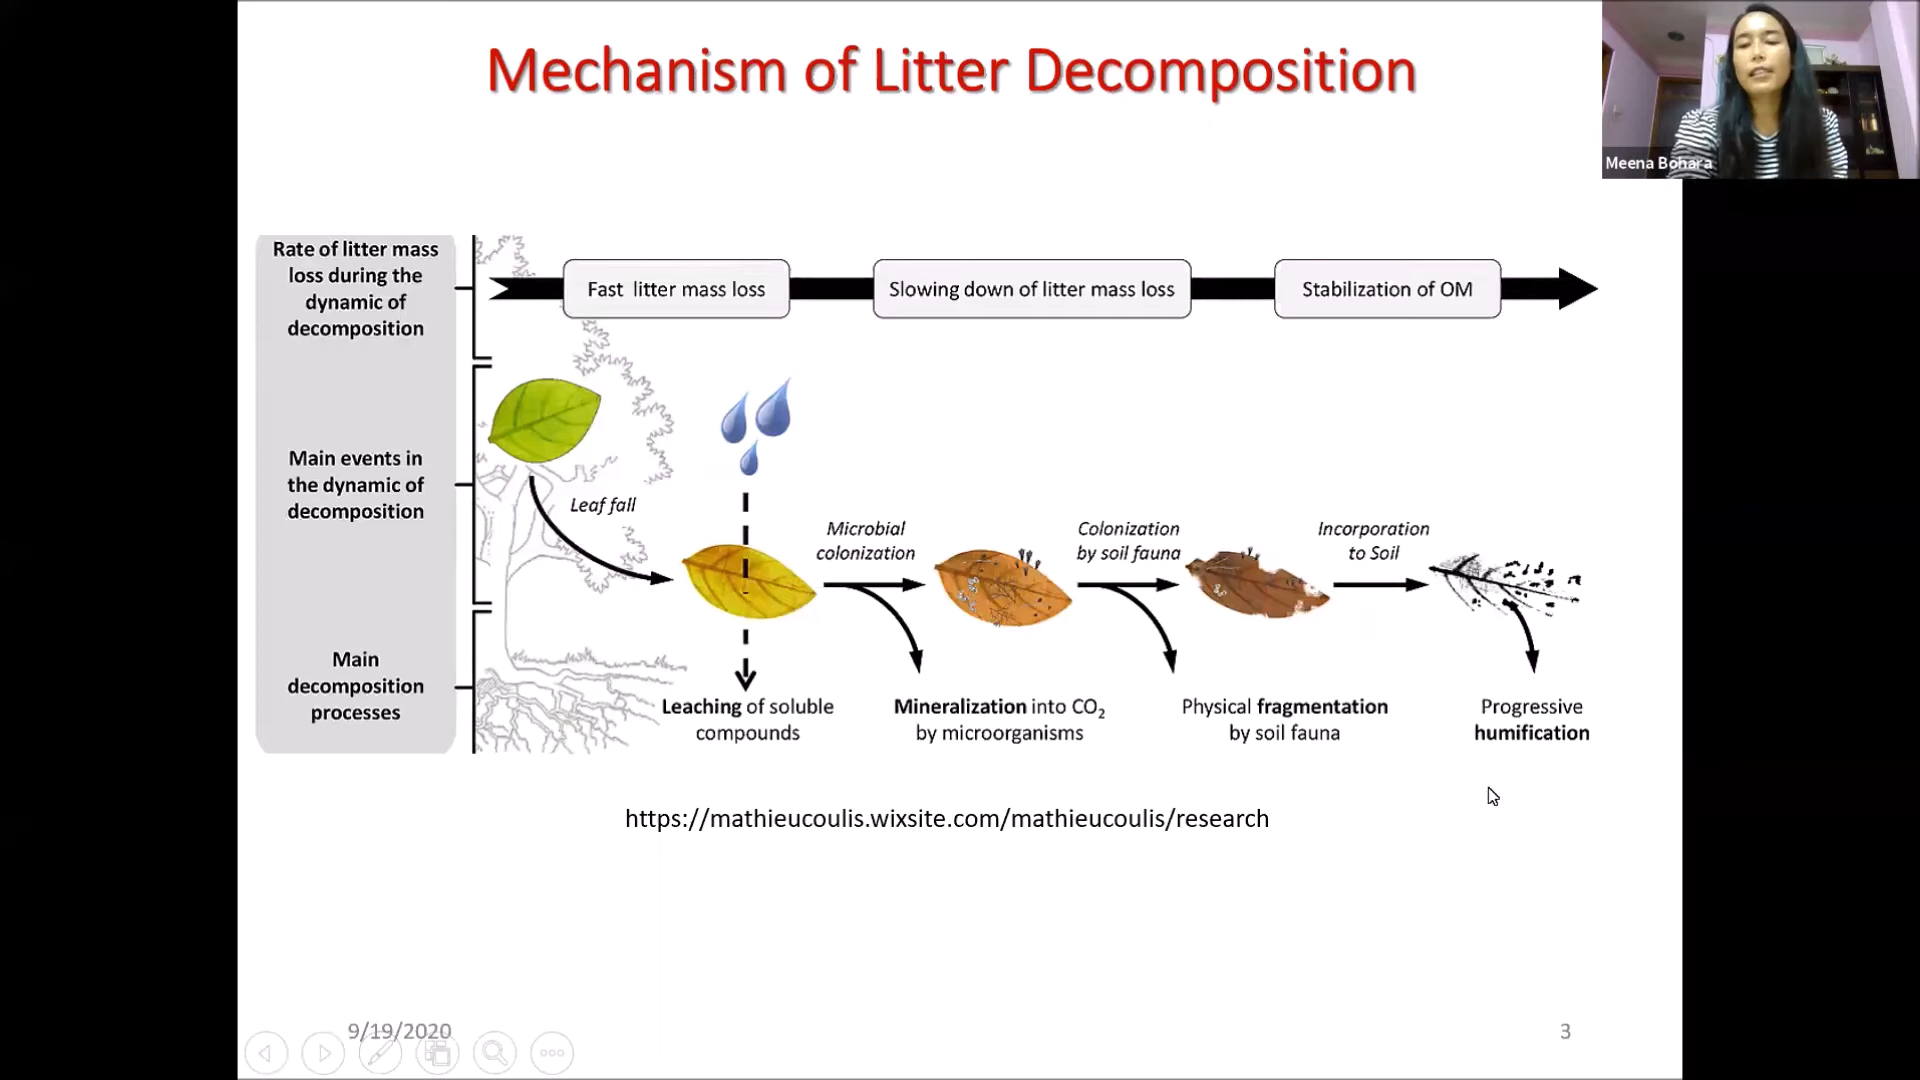 Mechanism of Litter Decomposition
Meena Bohara
Rate of litter mass
loss during the
dynamic of
decomposition
Fast litter mass loss
Slowing down of litter mass loss
Stabilization of OM
Main events in
the dynamic of
decomposition
Leaf fall
Microbial
colonization
Colonization
by soil fauna
Incorporation
to Soil
Main
decomposition
processes
Leaching of soluble
compounds
Mineralization into CO₂
by microorganisms
Physical fragmentation
by soil fauna
Progressive
humification
https://mathieucoulis.wixsite.com/mathieucoulis/research
9/19/2020
3